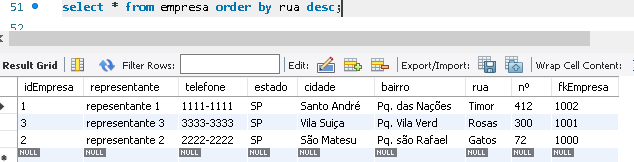 51 select * from empresa order by rua desc;
52
Result Grid Filter Rows: Edit: Export/Import: Wrap Cell Content:
idEmpresa representante telefone estado cidade bairro rua nº fkEmpresa
1 representante 1 1111-1111 SP Santo André Pq. das Nações Timor 412 1002
3 representante 3 3333-3333 SP Vila Suiça Pq. Vila Verd Rosas 300 1001
2 representante 2 2222-2222 SP São Matesu Pq. são Rafael Gatos 72 1000
NULL NULL NULL NULL NULL NULL NULL NULL NULL